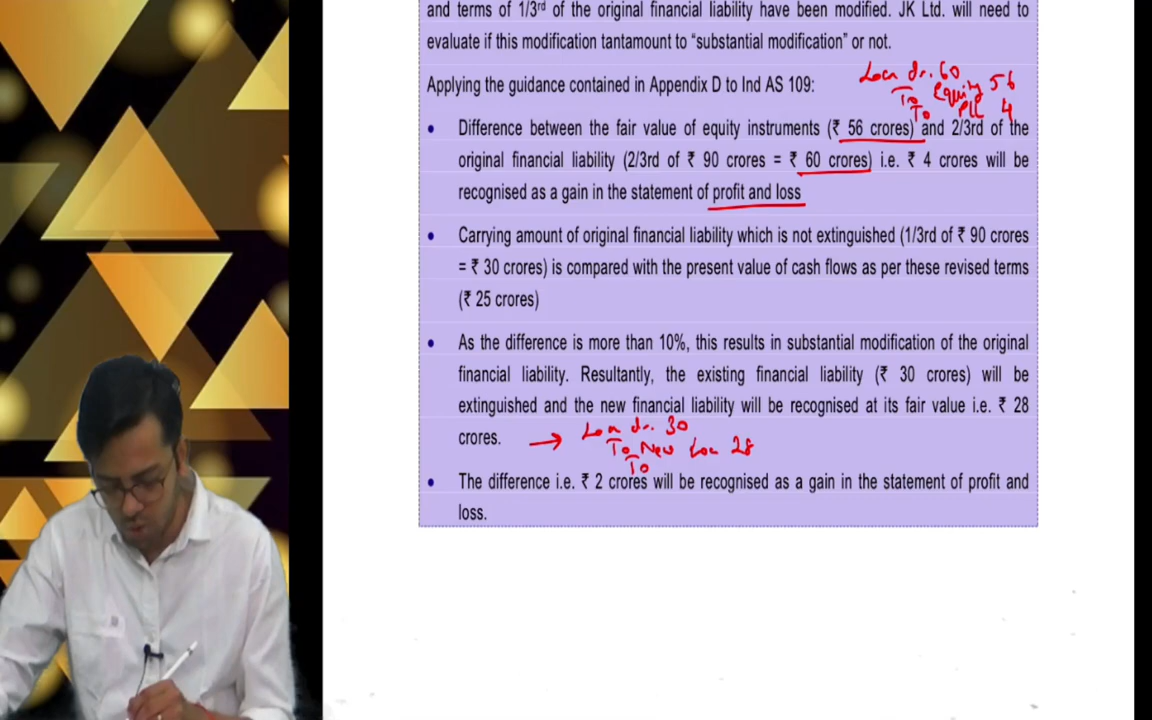 and terms of 1/3rd of the original financial liability have been modified. JK Ltd. will need to
evaluate if this modification tantamount to “substantial modification” or not.
Loan dr. 60
To Equity 56
To P&L 4
Applying the guidance contained in Appendix D to Ind AS 109:
• Difference between the fair value of equity instruments (₹ 56 crores) and 2/3rd of the
original financial liability (2/3rd of ₹ 90 crores = ₹ 60 crores) i.e. ₹ 4 crores will be
recognised as a gain in the statement of profit and loss
• Carrying amount of original financial liability which is not extinguished (1/3rd of ₹ 90 crores
= ₹ 30 crores) is compared with the present value of cash flows as per these revised terms
(₹ 25 crores)
• As the difference is more than 10%, this results in substantial modification of the original
financial liability. Resultantly, the existing financial liability (₹ 30 crores) will be
extinguished and the new financial liability will be recognised at its fair value i.e. ₹ 28
crores.
→ Loan dr. 30
To New Loan 28
To
• The difference i.e. ₹ 2 crores will be recognised as a gain in the statement of profit and
loss.